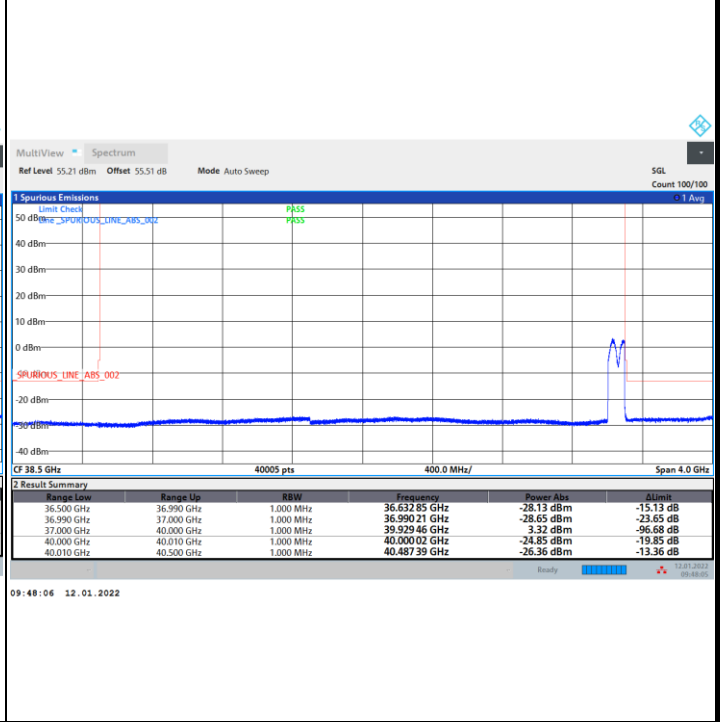 MultiView Spectrum
Ref Level 55.21 dBm Offset 55.51 dB Mode Auto Sweep SGL
Count 100/100
1 Spurious Emissions 1 Avg
Limit Check PASS
50 dBm Line _SPURIOUS_LINE_ABS_002 PASS
40 dBm
30 dBm
20 dBm
10 dBm
0 dBm
_SPURIOUS_LINE_ABS_002
-20 dBm
-30 dBm
-40 dBm
CF 38.5 GHz 40005 pts 400.0 MHz/ Span 4.0 GHz
2 Result Summary
Range Low Range Up RBW Frequency Power Abs ΔLimit
36.500 GHz 36.990 GHz 1.000 MHz 36.632 85 GHz -28.13 dBm -15.13 dB
36.990 GHz 37.000 GHz 1.000 MHz 36.990 21 GHz -28.65 dBm -23.65 dB
37.000 GHz 40.000 GHz 1.000 MHz 39.929 46 GHz 3.32 dBm -96.68 dB
40.000 GHz 40.010 GHz 1.000 MHz 40.000 02 GHz -24.85 dBm -19.85 dB
40.010 GHz 40.500 GHz 1.000 MHz 40.487 39 GHz -26.36 dBm -13.36 dB
Ready 12.01.2022
09:48:05
09:48:06 12.01.2022